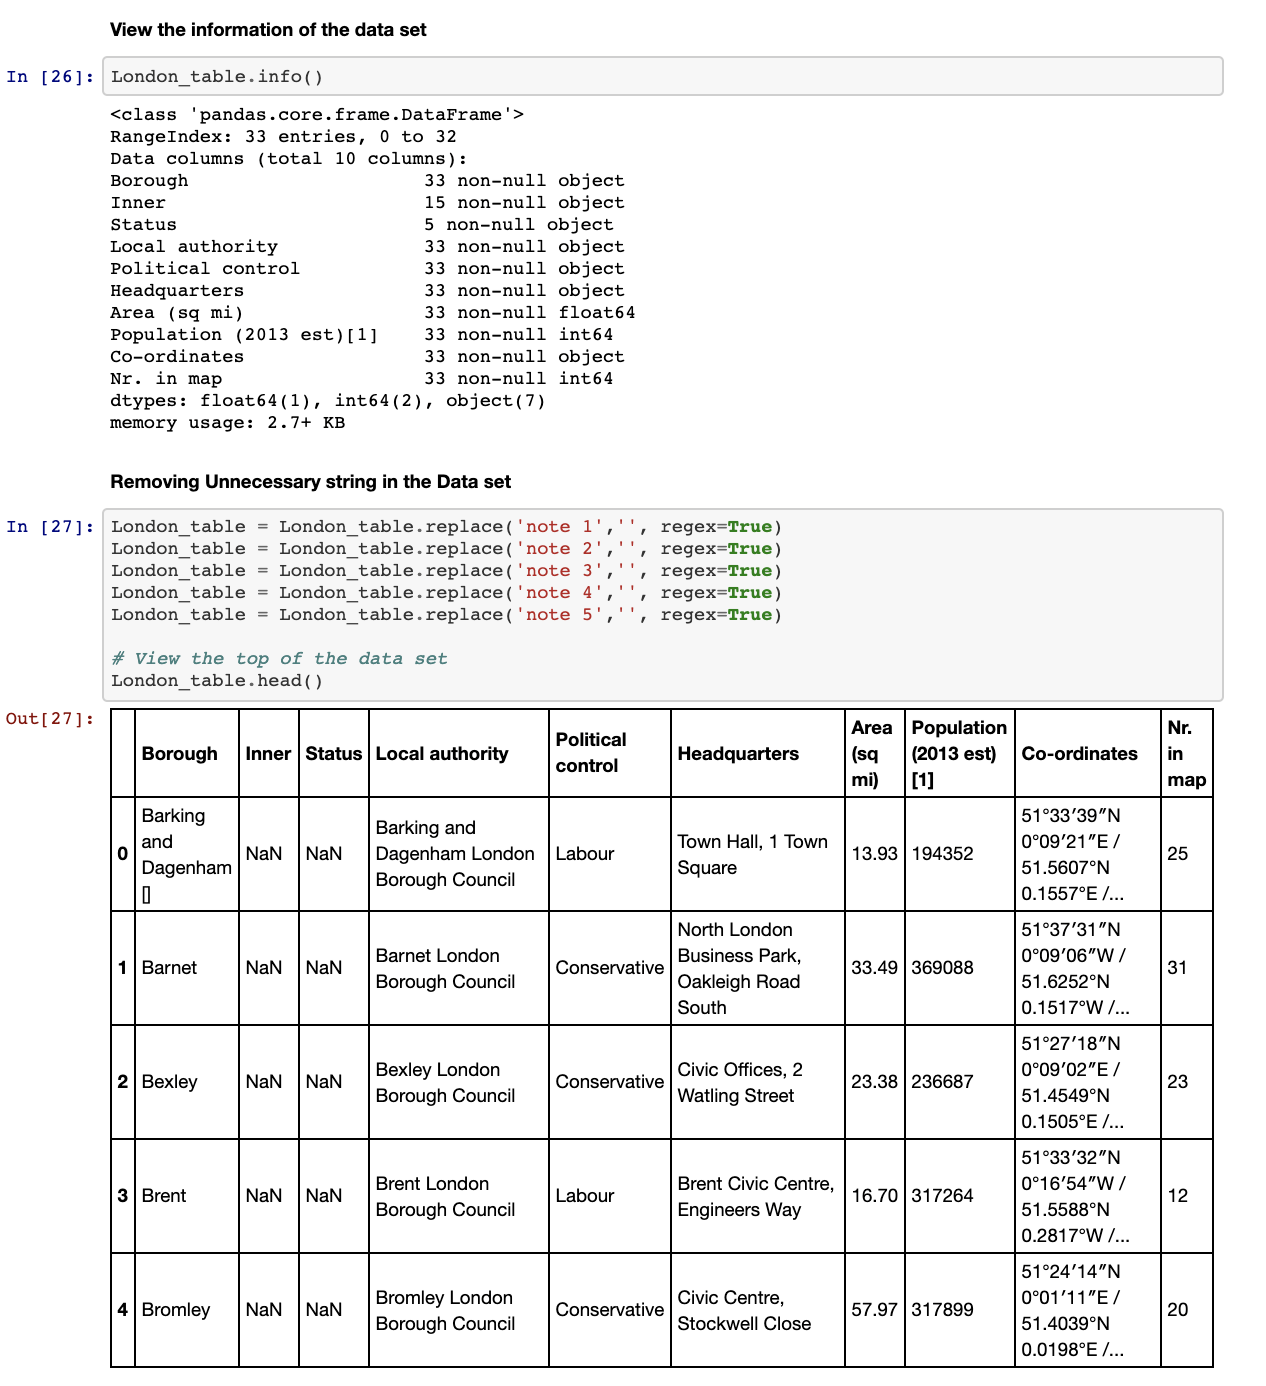 View the information of the data set
In [26]: London_table.info()
<class 'pandas.core.frame.DataFrame'>
RangeIndex: 33 entries, 0 to 32
Data columns (total 10 columns):
Borough 33 non-null object
Inner 15 non-null object
Status 5 non-null object
Local authority 33 non-null object
Political control 33 non-null object
Headquarters 33 non-null object
Area (sq mi) 33 non-null float64
Population (2013 est)[1] 33 non-null int64
Co-ordinates 33 non-null object
Nr. in map 33 non-null int64
dtypes: float64(1), int64(2), object(7)
memory usage: 2.7+ KB
Removing Unnecessary string in the Data set
In [27]: London_table = London_table.replace('note 1','', regex=True)
London_table = London_table.replace('note 2','', regex=True)
London_table = London_table.replace('note 3','', regex=True)
London_table = London_table.replace('note 4','', regex=True)
London_table = London_table.replace('note 5','', regex=True)
# View the top of the data set
London_table.head()
Out[27]:
Borough
Inner
Status
Local authority
Political
control
Headquarters
Area
(sq
mi)
Population
(2013 est)
[1]
Co-ordinates
Nr.
in
map
0
Barking
and
Dagenham
[]
NaN
NaN
Barking and
Dagenham London
Borough Council
Labour
Town Hall, 1 Town
Square
13.93
194352
51°33′39″N
0°09′21″E /
51.5607°N
0.1557°E /...
25
1
Barnet
NaN
NaN
Barnet London
Borough Council
Conservative
North London
Business Park,
Oakleigh Road
South
33.49
369088
51°37′31″N
0°09′06″W /
51.6252°N
0.1517°W /...
31
2
Bexley
NaN
NaN
Bexley London
Borough Council
Conservative
Civic Offices, 2
Watling Street
23.38
236687
51°27′18″N
0°09′02″E /
51.4549°N
0.1505°E /...
23
3
Brent
NaN
NaN
Brent London
Borough Council
Labour
Brent Civic Centre,
Engineers Way
16.70
317264
51°33′32″N
0°16′54″W /
51.5588°N
0.2817°W /...
12
4
Bromley
NaN
NaN
Bromley London
Borough Council
Conservative
Civic Centre,
Stockwell Close
57.97
317899
51°24′14″N
0°01′11″E /
51.4039°N
0.0198°E /...
20